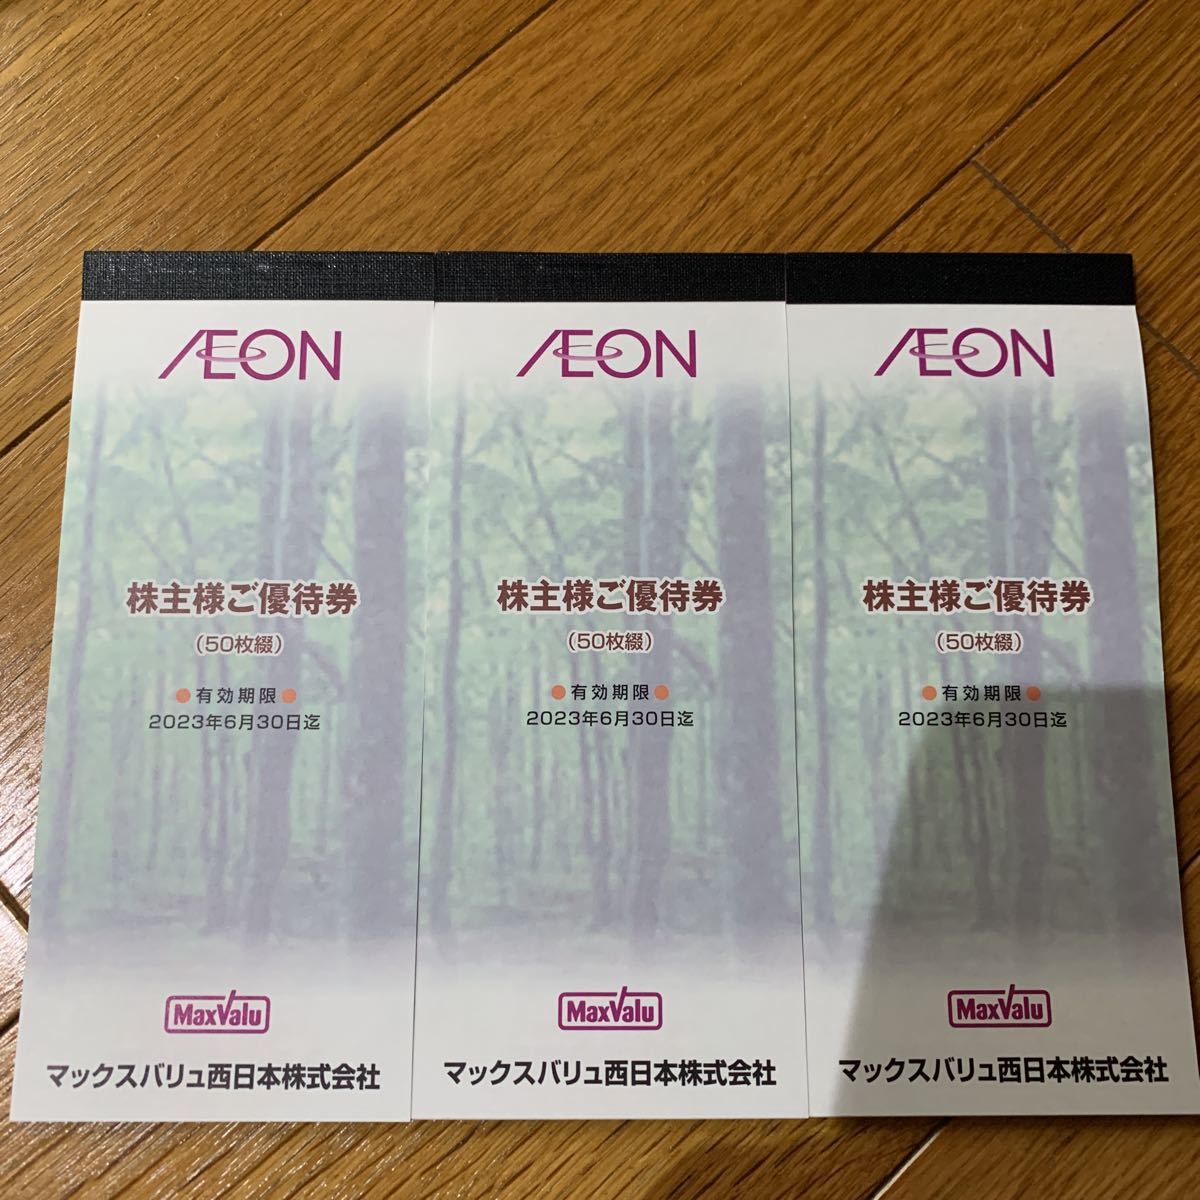 ÆON
株主様ご優待券
(50枚綴)
●有効期限●
2023年6月30日迄
MaxValu
マックスバリュ西日本株式会社
ÆON
株主様ご優待券
(50枚綴)
●有効期限●
2023年6月30日迄
MaxValu
マックスバリュ西日本株式会社
ÆON
株主様ご優待券
(50枚綴)
●有効期限●
2023年6月30日迄
MaxValu
マックスバリュ西日本株式会社